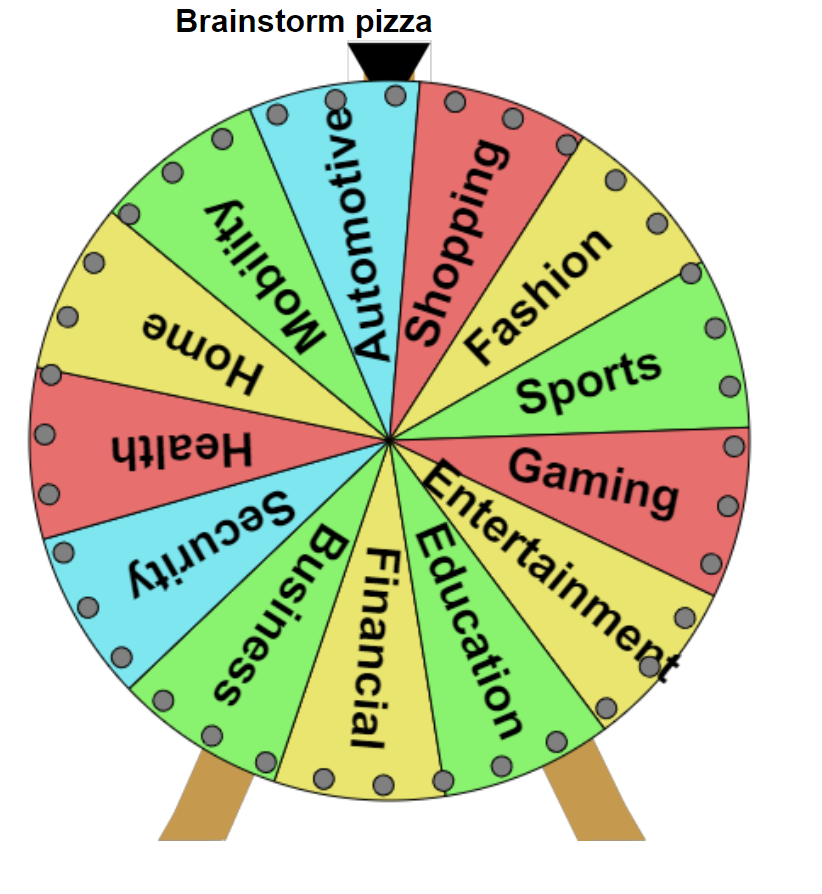 Brainstorm pizza
Automotive
Shopping
Fashion
Sports
Gaming
Entertainment
Education
Financial
Business
Security
Health
Home
Mobility